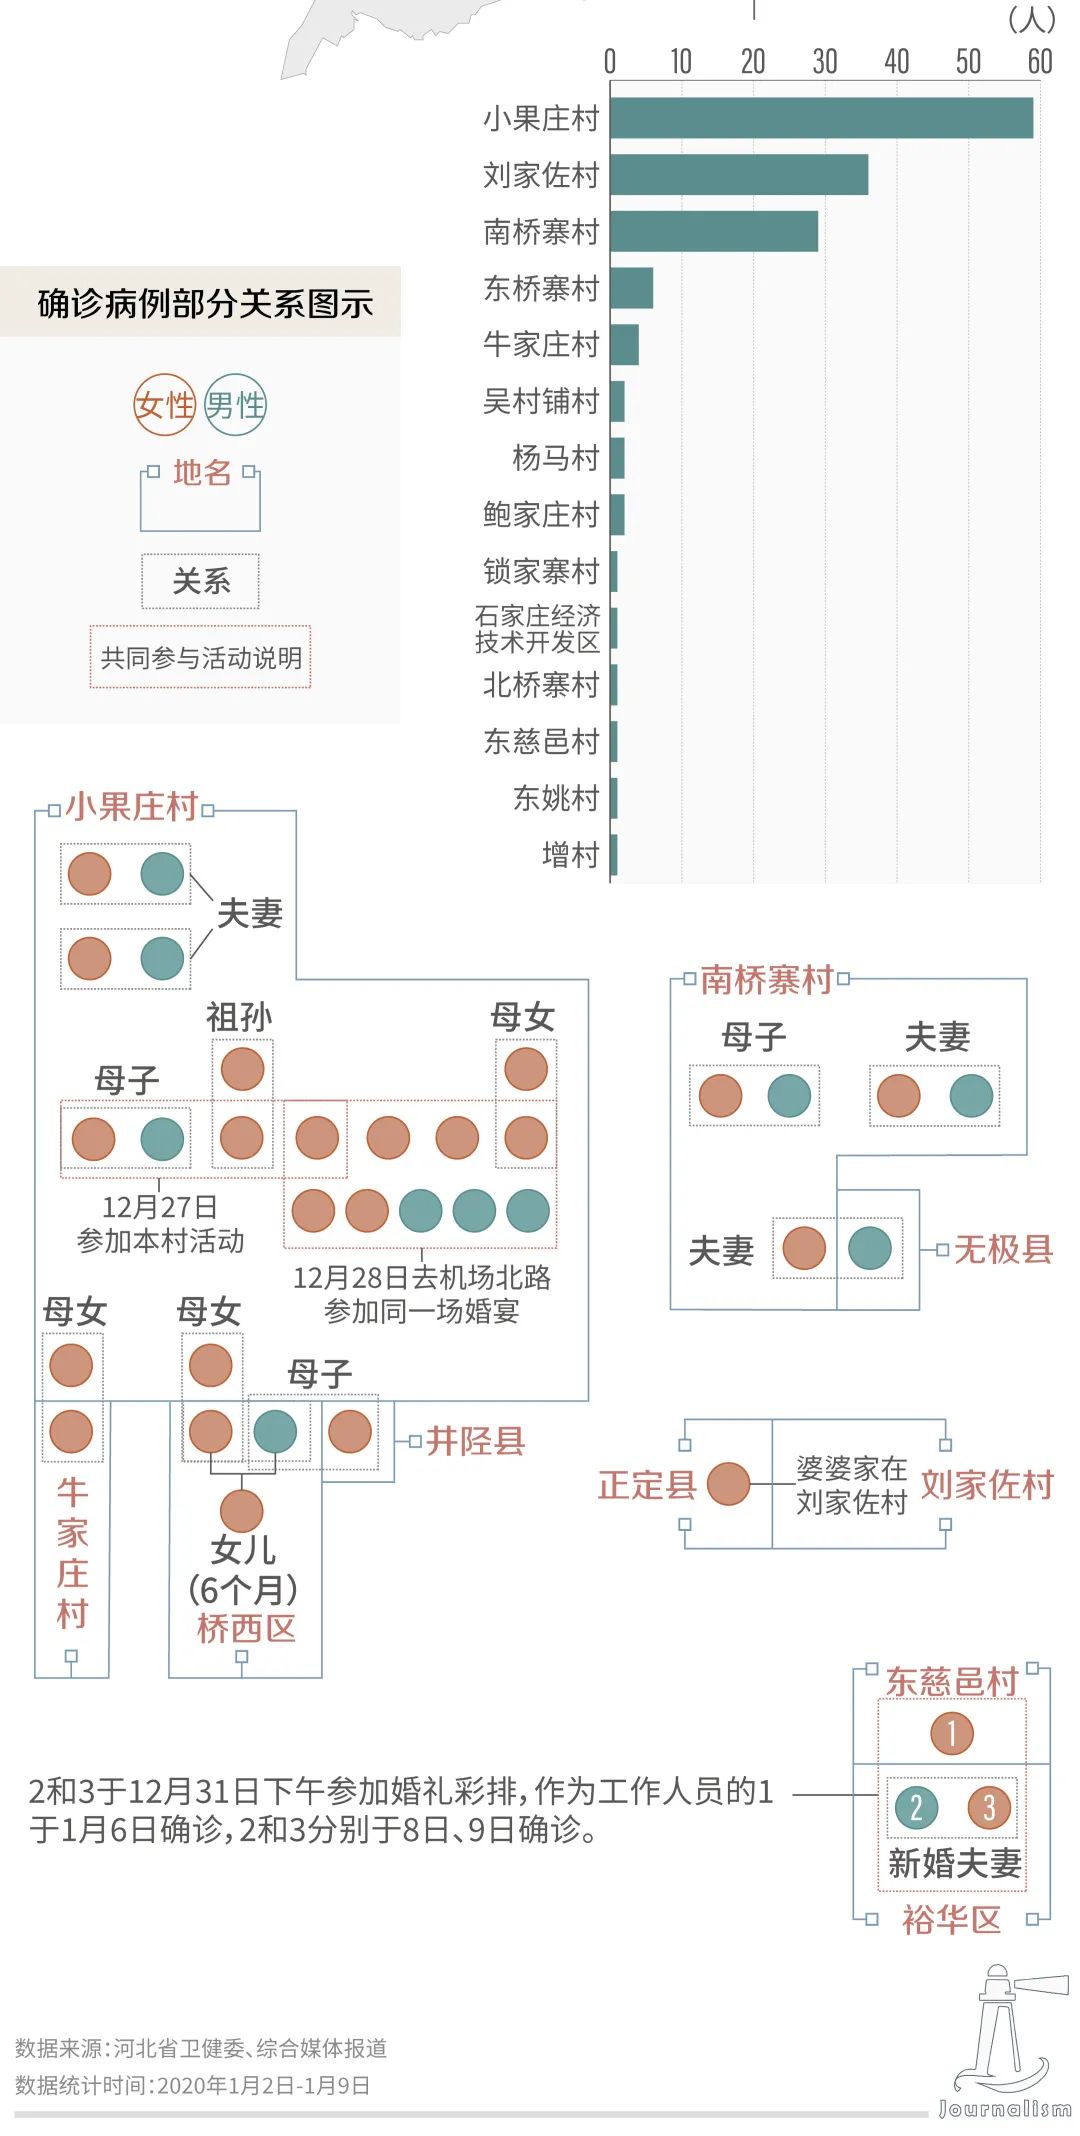 (人)
0 10 20 30 40 50 60
小果庄村
刘家佐村
南桥寨村
东桥寨村
牛家庄村
吴村铺村
杨马村
鲍家庄村
锁家寨村
石家庄经济
技术开发区
北桥寨村
东慈邑村
东姚村
增村
确诊病例部分关系图示
女性 男性
地名
关系
共同参与活动说明
小果庄村
夫妻
祖孙
母女
母子
12月27日
参加本村活动
12月28日去机场北路
参加同一场婚宴
母女
母女
母子
井陉县
牛
家
庄
村
女儿
(6个月)
桥西区
南桥寨村
母子
夫妻
夫妻
无极县
正定县
婆婆家在
刘家佐村
刘家佐村
东慈邑村
1
2 3
新婚夫妻
裕华区
2和3于12月31日下午参加婚礼彩排,作为工作人员的1
于1月6日确诊,2和3分别于8日、9日确诊。
数据来源:河北省卫健委、综合媒体报道
数据统计时间:2020年1月2日-1月9日
Journalism